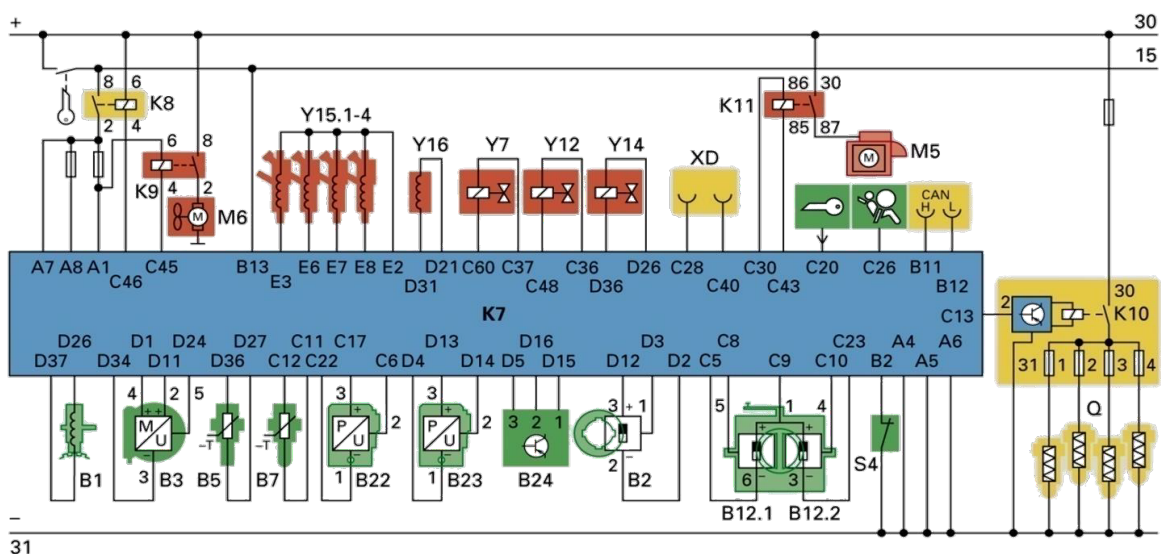 + 30
15
8 6 K8 2 4
86 30 K11 85 87
Y15.1-4
Y16 Y7 Y12 Y14 XD
M M5
6 8 K9 4 2
M M6
CAN
H L
A7 A8 A1 C45 B13 E6 E7 E8 E2 D21 C60 C37 C36 D26 C28 C30 C20 C26 B11
C46 E3 D31 C48 D36 C40 C43 B12
K7
C13 2 30 K10
D26 D1 D24 D27 C11 C17 D13 D16 D3 C8 C23 A4 A6
D37 D34 D11 D36 C12 C22 C6 D4 D14 D5 D15 D12 D2 C5 C9 C10 B2 A5
31 1 2 3 4
4 + + 2 5 3 2 3 2 3 2 1 3 + 1 5 1 4
M U P U P U + +
–T –T
3 – 1 1 2 – 6 – 3 –
Q
B1 B3 B5 B7 B22 B23 B24 B2 S4
B12.1 B12.2
–
31